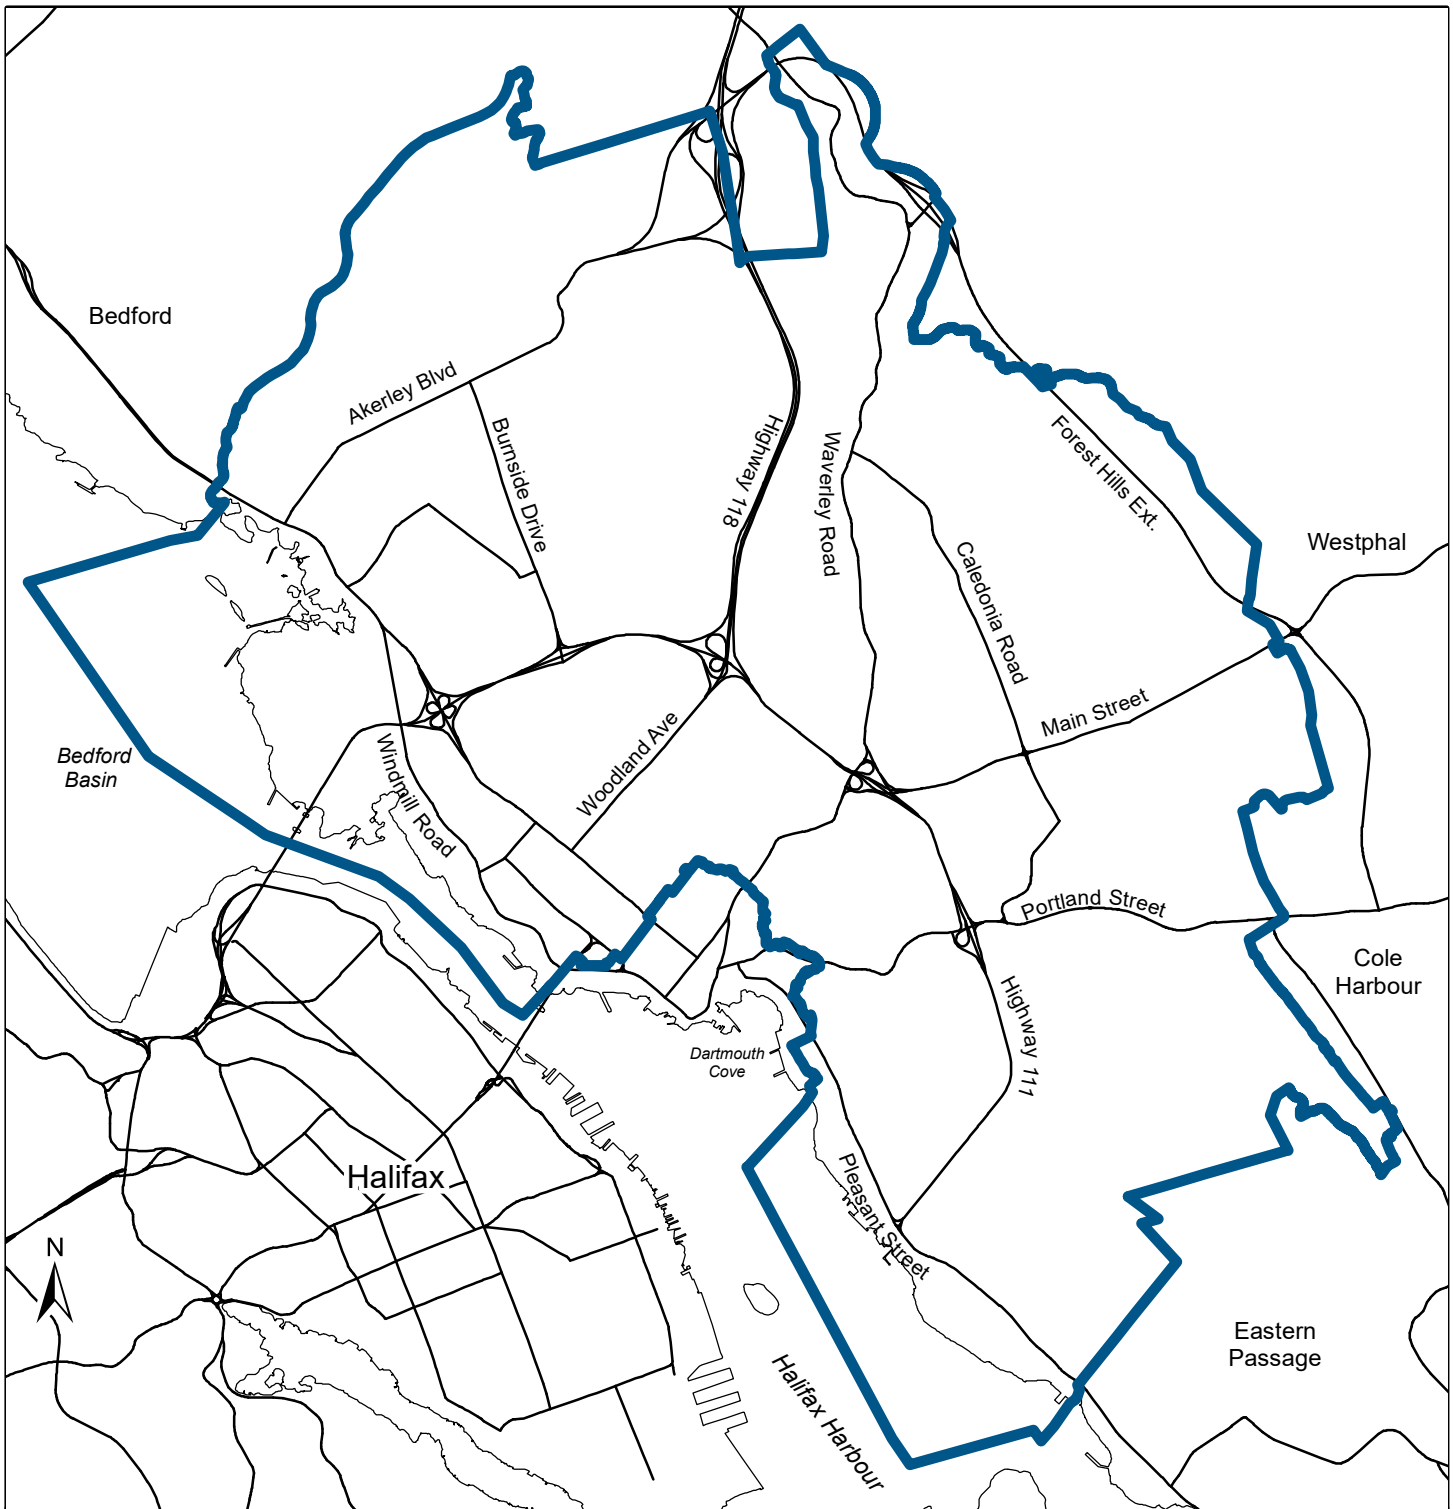 Bedford
Akerley Blvd
Burnside Drive
Highway 118
Waverley Road
Forest Hills Ext.
Westphal
Caledonia Road
Main Street
Woodland Ave
Windmill Road
Bedford
Basin
Portland Street
Cole
Harbour
Highway 111
Dartmouth
Cove
Halifax
Pleasant Street
N
Eastern
Passage
Halifax Harbour